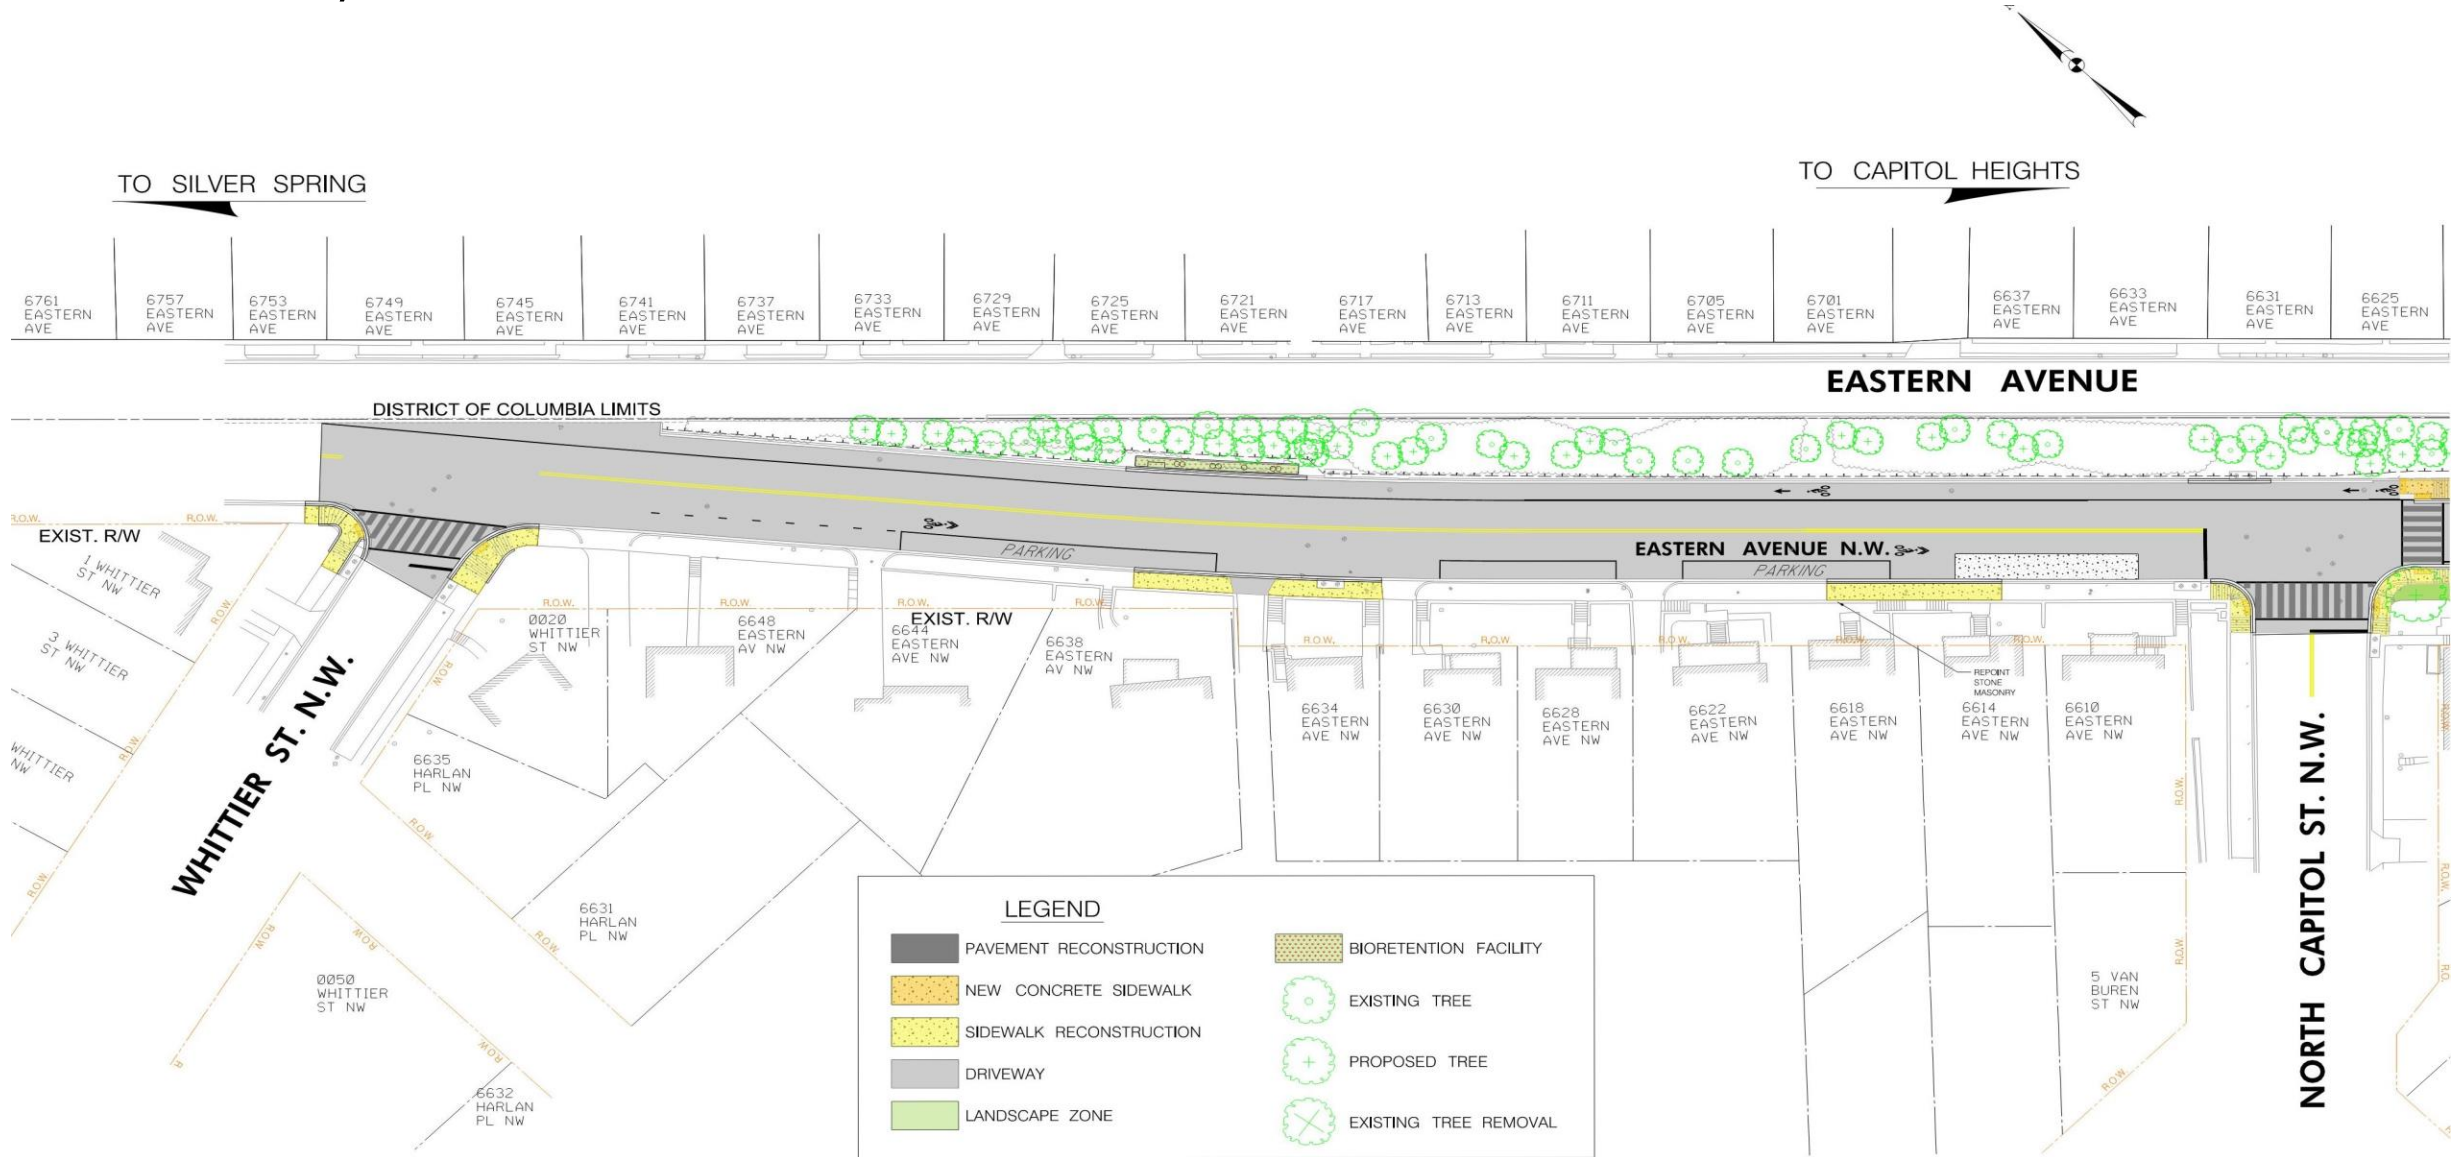 TO SILVER SPRING
TO CAPITOL HEIGHTS
6761
EASTERN
AVE
6757
EASTERN
AVE
6753
EASTERN
AVE
6749
EASTERN
AVE
6745
EASTERN
AVE
6741
EASTERN
AVE
6737
EASTERN
AVE
6733
EASTERN
AVE
6729
EASTERN
AVE
6725
EASTERN
AVE
6721
EASTERN
AVE
6717
EASTERN
AVE
6713
EASTERN
AVE
6711
EASTERN
AVE
6705
EASTERN
AVE
6701
EASTERN
AVE
6637
EASTERN
AVE
6633
EASTERN
AVE
6631
EASTERN
AVE
6625
EASTERN
AVE
EASTERN AVENUE
DISTRICT OF COLUMBIA LIMITS
R.O.W.
R.O.W.
EXIST. R/W
PARKING
EASTERN AVENUE N.W.
PARKING
1 WHITTIER
ST NW
3 WHITTIER
ST NW
WHITTIER
NW
R.O.W.
ROW
ROW
WHITTIER ST. N.W.
R.O.W.
R.O.W
R.O.W.
R.O.W.
EXIST. R/W
ROW
0020
WHITTIER
ST NW
6648
EASTERN
AV NW
6644
EASTERN
AVE NW
6638
EASTERN
AV NW
R.O.W.
R.O.W
R.O.W.
R.O.W.
R.O.W.
REPOINT
STONE
MASONRY
6634
EASTERN
AVE NW
6630
EASTERN
AVE NW
6628
EASTERN
AVE NW
6622
EASTERN
AVE NW
6618
EASTERN
AVE NW
6614
EASTERN
AVE NW
6610
EASTERN
AVE NW
6635
HARLAN
PL NW
ROW
ROW
6631
HARLAN
PL NW
ROW
ROW
ROW
R
0050
WHITTIER
ST NW
6632
HARLAN
PL NW
R.O.W.
R.O.W
ROW
5 VAN
BUREN
ST NW
NORTH CAPITOL ST. N.W.
R.O.W
R.O.W.
R.O.
LEGEND
PAVEMENT RECONSTRUCTION
NEW CONCRETE SIDEWALK
SIDEWALK RECONSTRUCTION
DRIVEWAY
LANDSCAPE ZONE
BIORETENTION FACILITY
EXISTING TREE
PROPOSED TREE
EXISTING TREE REMOVAL